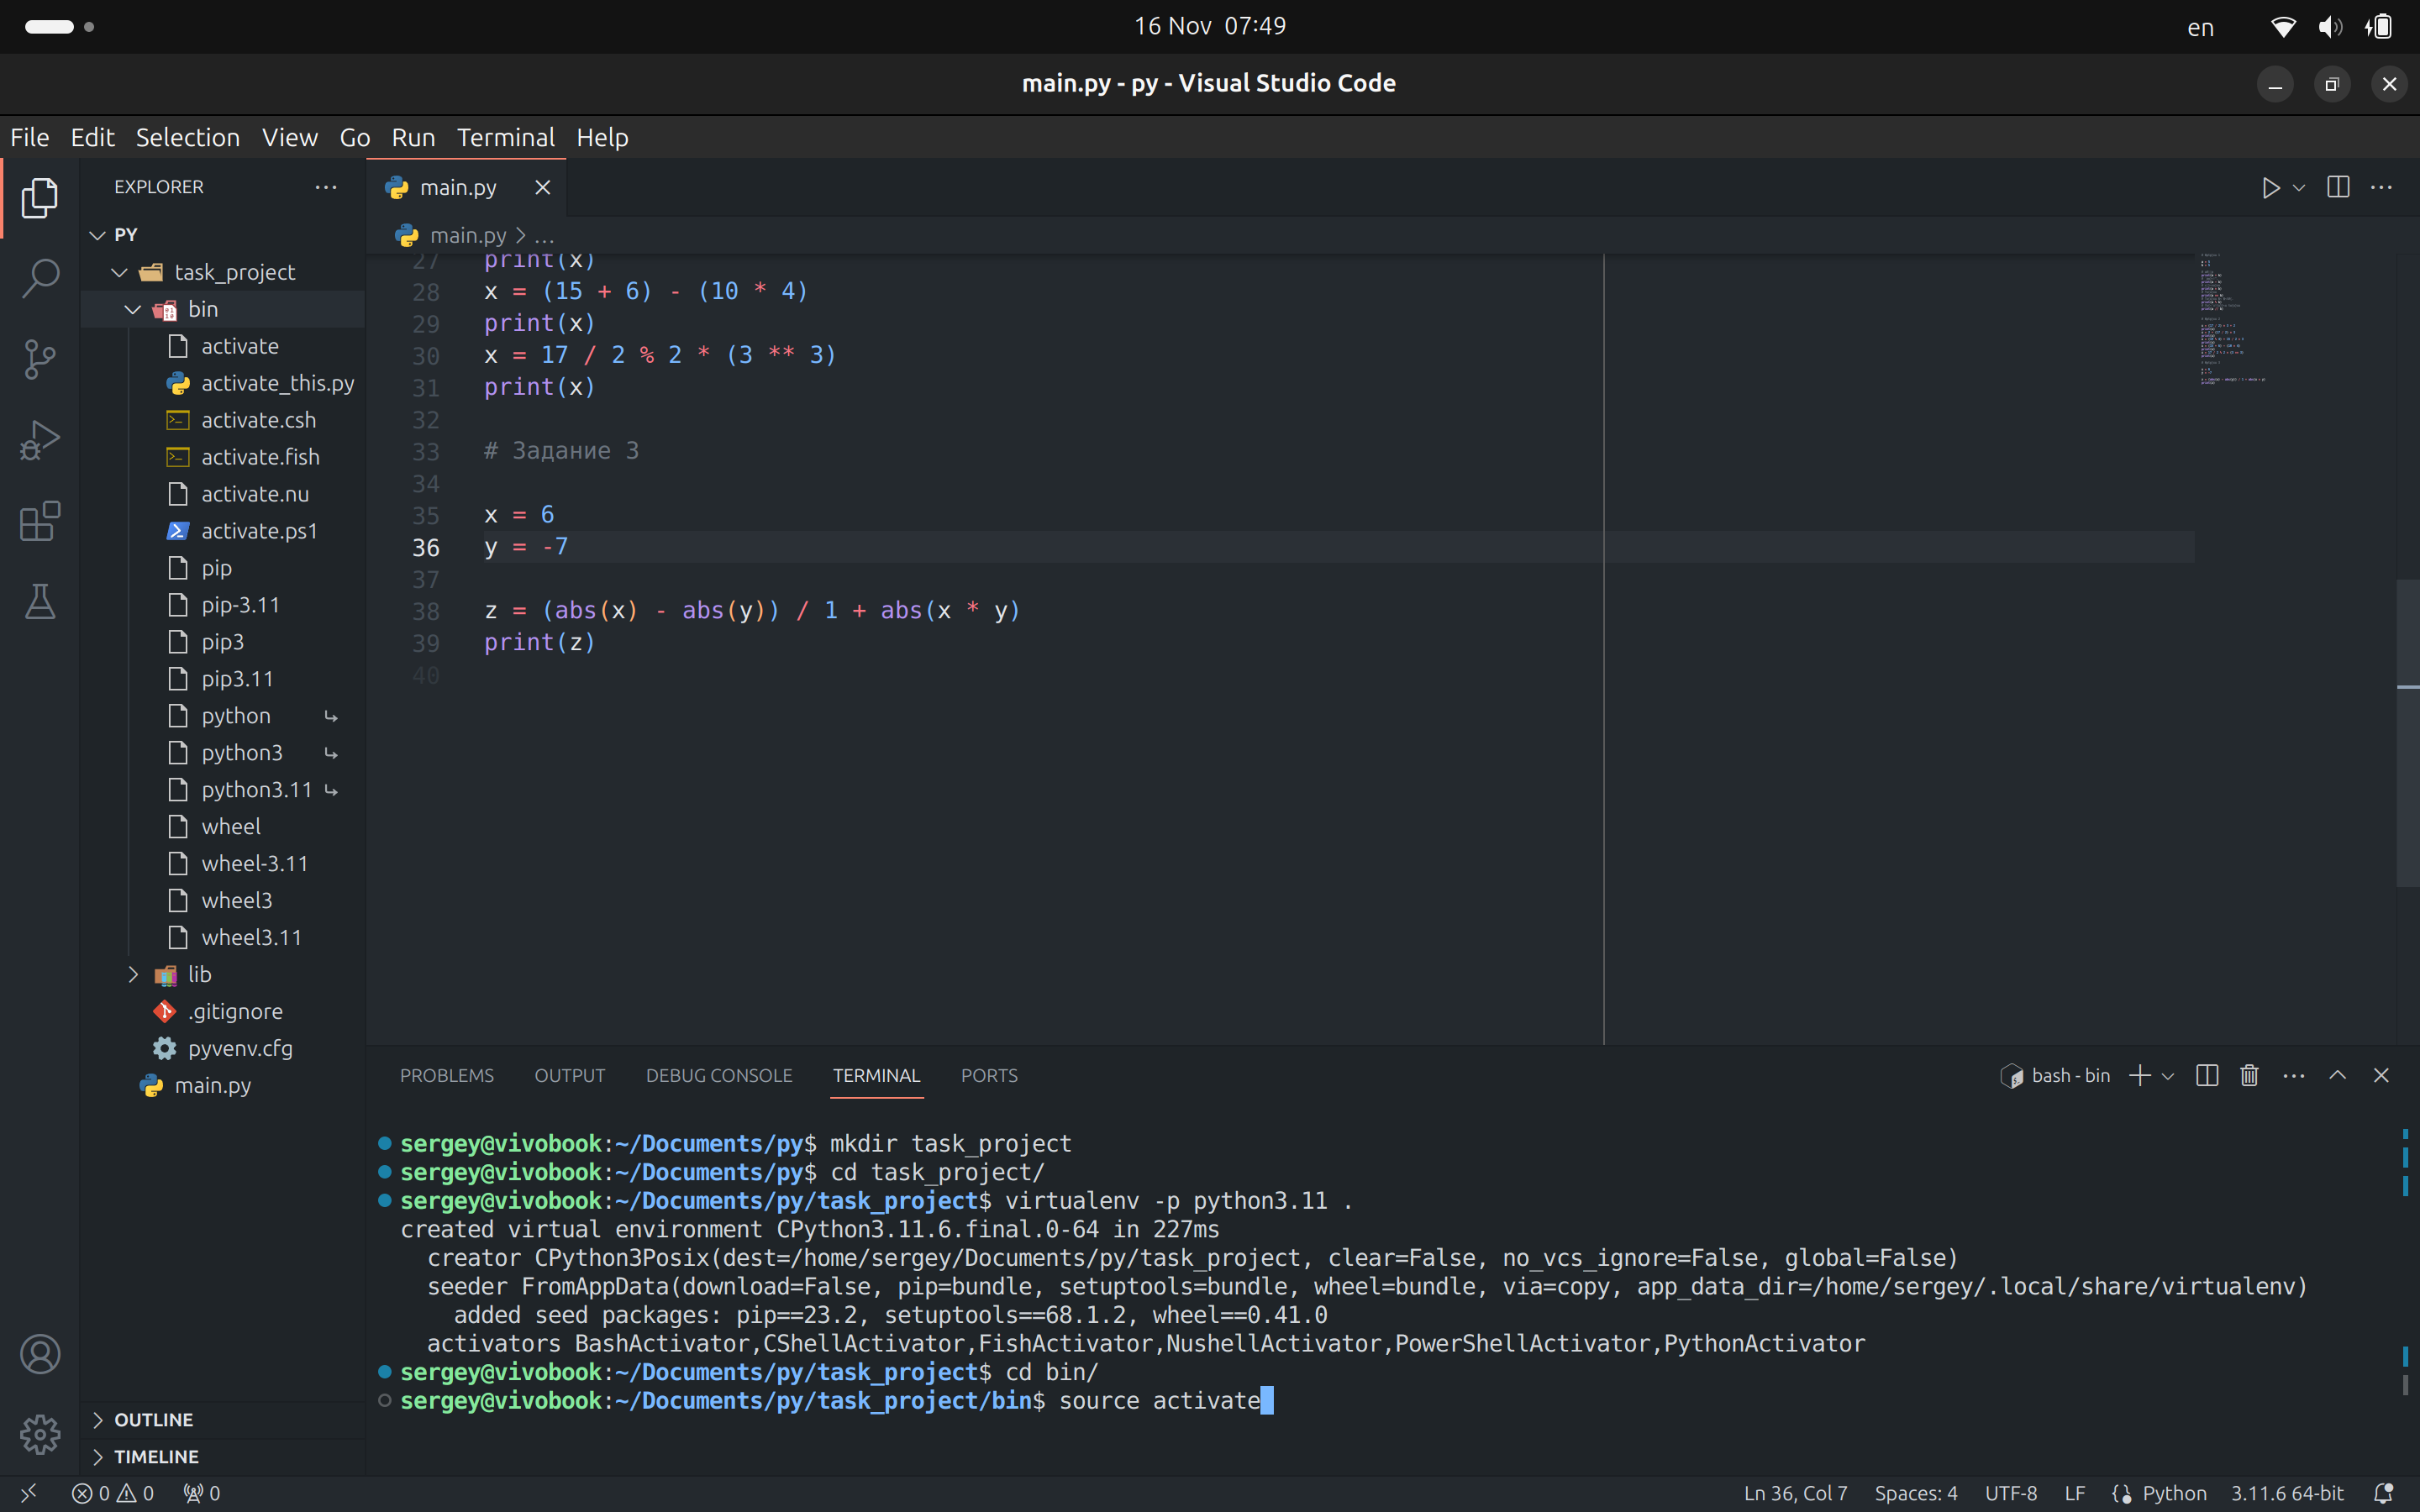 16 Nov 07:49
en
main.py - py - Visual Studio Code
File Edit Selection View Go Run Terminal Help
EXPLORER
main.py
PY
main.py > ...
task_project
bin
activate
activate_this.py
activate.csh
activate.fish
activate.nu
activate.ps1
pip
pip-3.11
pip3
pip3.11
python
python3
python3.11
wheel
wheel-3.11
wheel3
wheel3.11
lib
.gitignore
pyvenv.cfg
main.py
OUTLINE
TIMELINE
27 print(x)
28 x = (15 + 6) - (10 * 4)
29 print(x)
30 x = 17 / 2 % 2 * (3 ** 3)
31 print(x)
32
33 # Задание 3
34
35 x = 6
36 y = -7
37
38 z = (abs(x) - abs(y)) / 1 + abs(x * y)
39 print(z)
40
PROBLEMS OUTPUT DEBUG CONSOLE TERMINAL PORTS
bash - bin
sergey@vivobook:~/Documents/py$ mkdir task_project
sergey@vivobook:~/Documents/py$ cd task_project/
sergey@vivobook:~/Documents/py/task_project$ virtualenv -p python3.11 .
created virtual environment CPython3.11.6.final.0-64 in 227ms
creator CPython3Posix(dest=/home/sergey/Documents/py/task_project, clear=False, no_vcs_ignore=False, global=False)
seeder FromAppData(download=False, pip=bundle, setuptools=bundle, wheel=bundle, via=copy, app_data_dir=/home/sergey/.local/share/virtualenv)
added seed packages: pip==23.2, setuptools==68.1.2, wheel==0.41.0
activators BashActivator,CShellActivator,FishActivator,NushellActivator,PowerShellActivator,PythonActivator
sergey@vivobook:~/Documents/py/task_project$ cd bin/
sergey@vivobook:~/Documents/py/task_project/bin$ source activate
0 0 0
Ln 36, Col 7 Spaces: 4 UTF-8 LF Python 3.11.6 64-bit